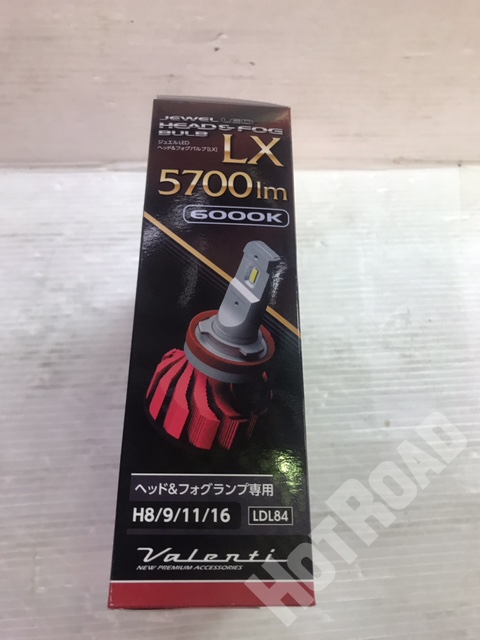 JEWEL LED
HEAD & FOG
BULB
LX
ジュエルLED
ヘッド&フォグバルブ[LX]
5700lm
6000K
ヘッド&フォグランプ専用
H8/9/11/16
LDL84
Valenti
NEW PREMIUM ACCESSORIES
HOTROAD